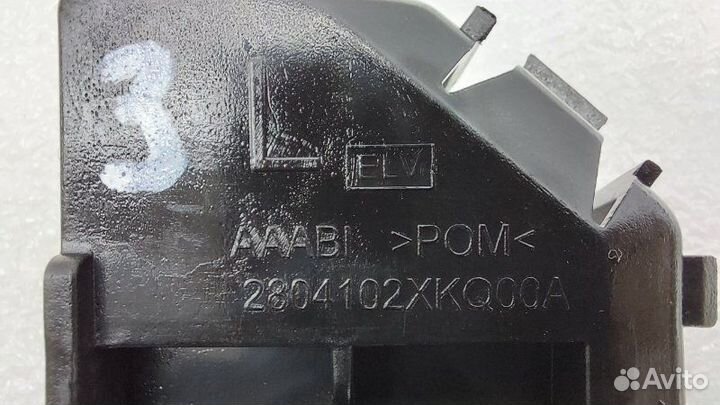 3 L
ELV
AAABI >POM<
2804102XKQ00A
Avito